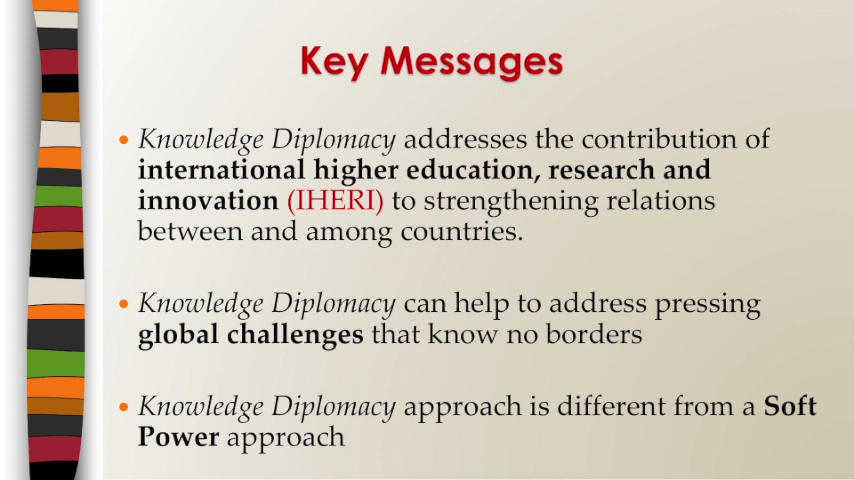 Key Messages
• Knowledge Diplomacy addresses the contribution of
international higher education, research and
innovation (IHERI) to strengthening relations
between and among countries.
• Knowledge Diplomacy can help to address pressing
global challenges that know no borders
• Knowledge Diplomacy approach is different from a Soft
Power approach